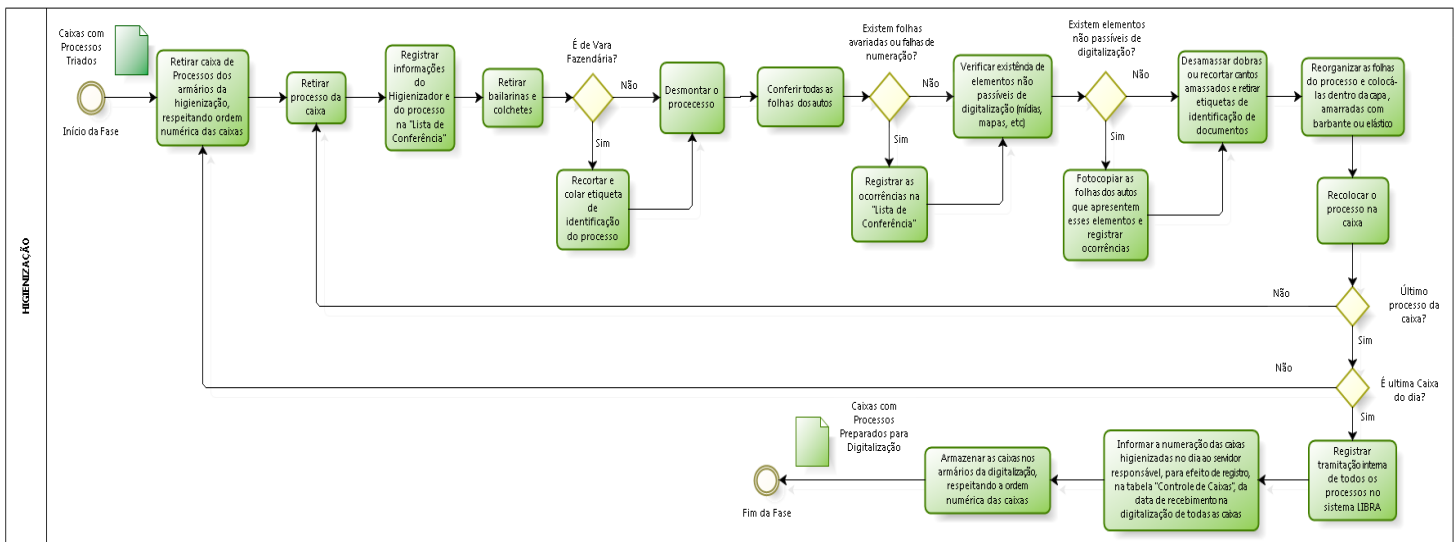 HIGIENIZAÇÃO
Caixas com
Processos
Triados
Início da Fase
Retirar caixa de
Processos dos
armários da
higienização,
respeitando ordem
numérica das caixas
Retirar
processo da
caixa
Registrar
informações
do
Higienizador e
do processo
na "Lista de
Conferência"
Retirar
bailarinas e
colchetes
É de Vara
Fazendária?
Não
Sim
Recortar e
colar etiqueta
de
identificação
do processo
Desmontar o
procecesso
Conferir todas as
folhas dos autos
Existem folhas
avariadas ou falhas de
numeração?
Não
Sim
Registrar as
ocorrências na
"Lista de
Conferência"
Verificar existência de
elementos não
passíveis de
digitalização (mídias,
mapas, etc)
Existem elementos
não passíveis de
digitalização?
Não
Sim
Fotocopiar as
folhas dos autos
que apresentem
esses elementos e
registrar
ocorrências
Desamassar dobras
ou recortar cantos
amassados e retirar
etiquetas de
identificação de
documentos
Reorganizar as folhas
do processo e colocá-
las dentro da capa,
amarradas com
barbante ou elástico
Recolocar o
processo na
caixa
Último
processo da
caixa?
Não
Sim
É ultima Caixa
do dia?
Não
Sim
Registrar
tramitação interna
de todos os
processos no
sistema LIBRA
Informar a numeração das caixas
higienizadas no dia ao servidor
responsável, para efeito de registro,
na tabela "Controle de Caixas", da
data de recebimento na
digitalização de todas as caixas
Armazenar as caixas nos
armários da digitalização,
respeitando a ordem
numérica das caixas
Caixas com
Processos
Preparados para
Digitalização
Fim da Fase